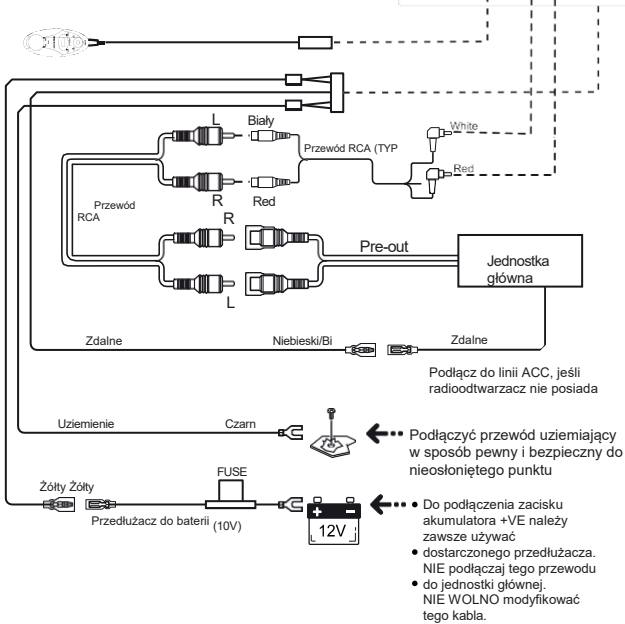 L
Biały
White
Przewód RCA (TYP
Red
Przewód
RCA
R
Red
R
Pre-out
Jednostka
główna
L
Zdalne
Niebieski/Bi
Zdalne
Podłącz do linii ACC, jeśli
radioodtwarzacz nie posiada
Uziemienie
Czarn
Podłączyć przewód uziemiający
w sposób pewny i bezpieczny do
nieosłoniętego punktu
FUSE
Żółty Żółty
Przedłużacz do baterii
(10V)
+ −
12V
• Do podłączenia zacisku
akumulatora +VE należy
zawsze używać
• dostarczonego przedłużacza.
NIE podłączaj tego przewodu
• do jednostki głównej.
NIE WOLNO modyfikować
tego kabla.